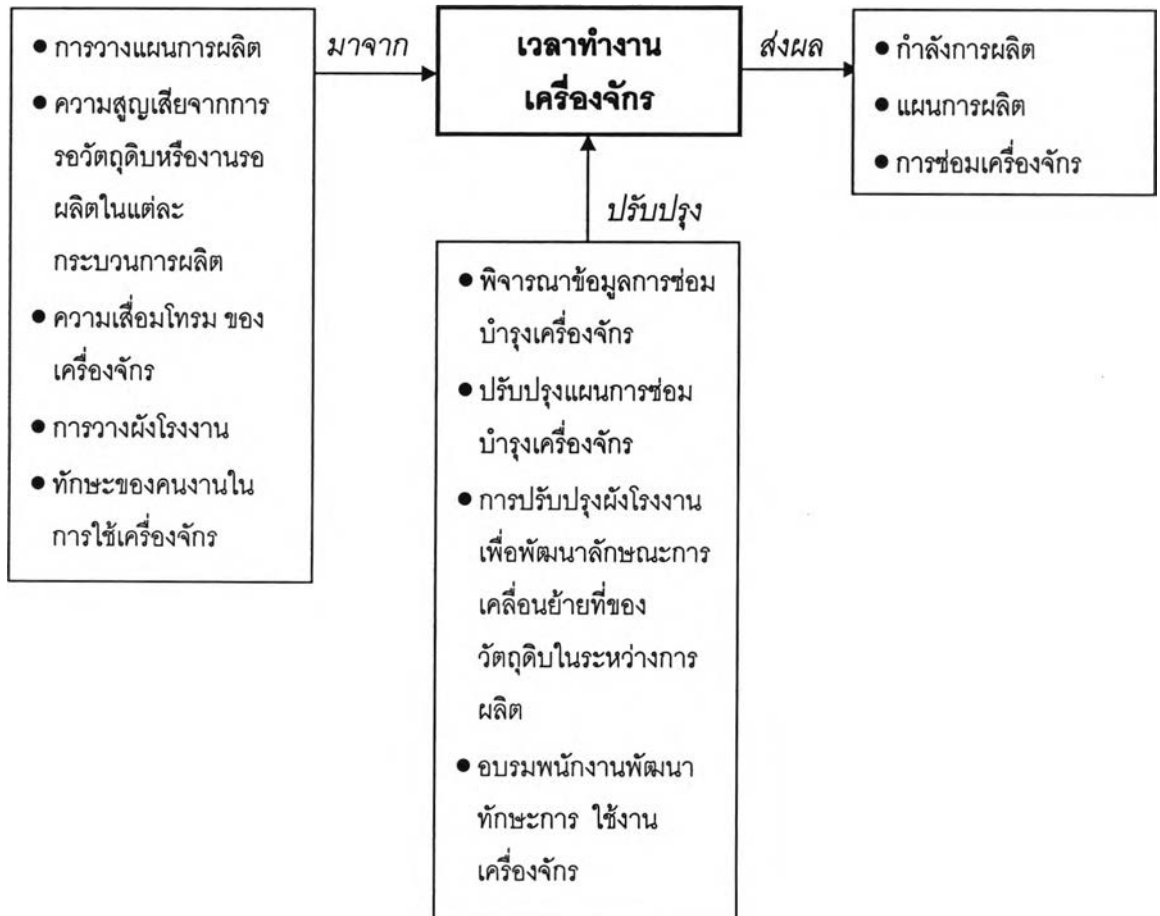 ● การวางแผนการผลิต
● ความสูญเสียจากการ
รอวัตถุดิบหรืองานรอ
ผลิตในแต่ละ
กระบวนการผลิต
● ความเสื่อมโทรม ของ
เครื่องจักร
● การวางผังโรงงาน
● ทักษะของคนงานใน
การใช้เครื่องจักร
มาจาก
เวลาทำงาน
เครื่องจักร
ส่งผล
● กำลังการผลิต
● แผนการผลิต
● การซ่อมเครื่องจักร
ปรับปรุง
● พิจารณาข้อมูลการซ่อม
บำรุงเครื่องจักร
● ปรับปรุงแผนการซ่อม
บำรุงเครื่องจักร
● การปรับปรุงผังโรงงาน
เพื่อพัฒนาลักษณะการ
เคลื่อนย้ายที่ของ
วัตถุดิบในระหว่างการ
ผลิต
● อบรมพนักงานพัฒนา
ทักษะการ ใช้งาน
เครื่องจักร